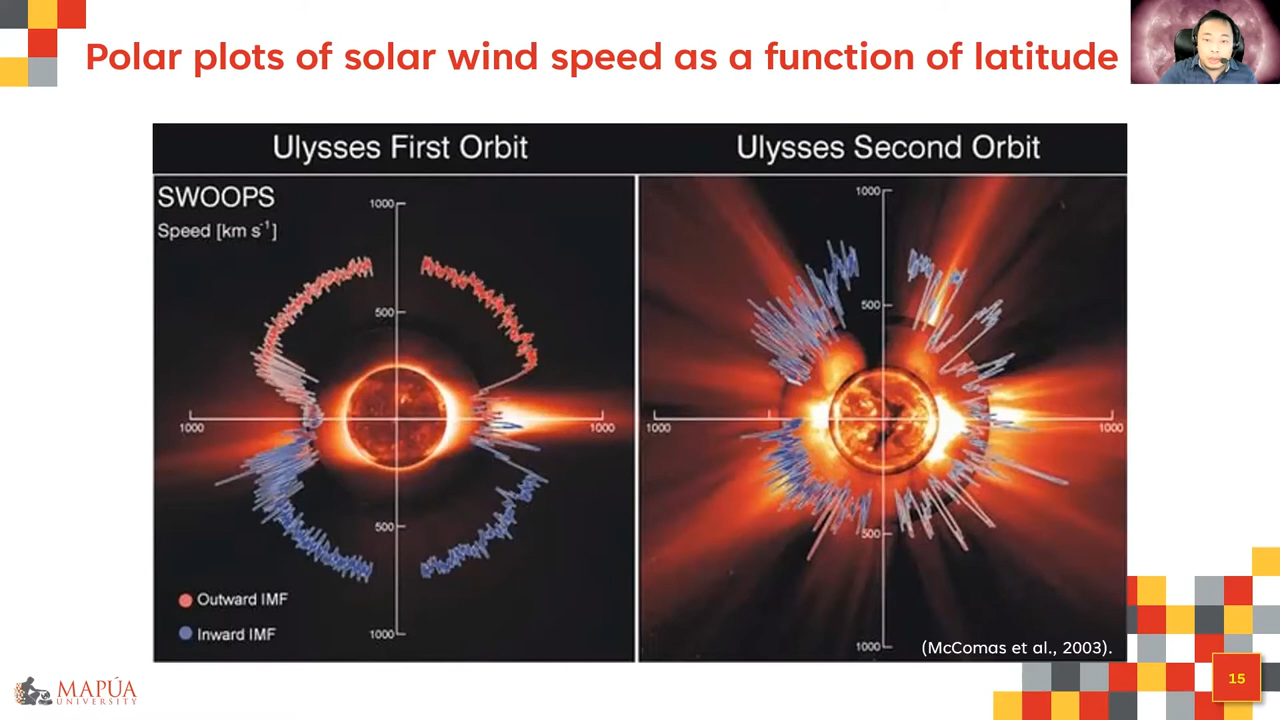 Polar plots of solar wind speed as a function of latitude
Ulysses First Orbit
Ulysses Second Orbit
SWOOPS
Speed [km s⁻¹]
1000
500
1000
1000
500
1000
Outward IMF
Inward IMF
1000
500
1000
1000
500
1000
(McComas et al., 2003).
MAPÚA
UNIVERSITY
15